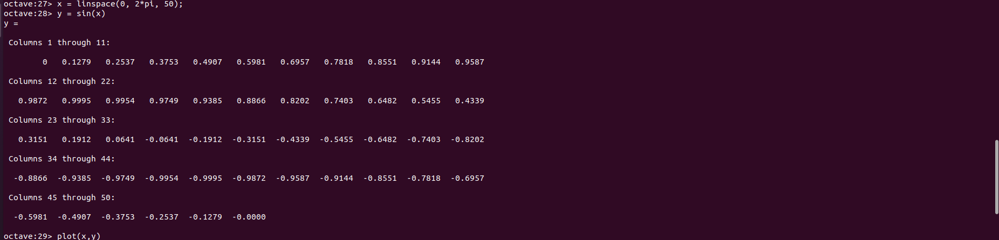 octave:27> x = linspace(0, 2*pi, 50);
octave:28> y = sin(x)
y =
Columns 1 through 11:
0 0.1279 0.2537 0.3753 0.4907 0.5981 0.6957 0.7818 0.8551 0.9144 0.9587
Columns 12 through 22:
0.9872 0.9995 0.9954 0.9749 0.9385 0.8866 0.8202 0.7403 0.6482 0.5455 0.4339
Columns 23 through 33:
0.3151 0.1912 0.0641 -0.0641 -0.1912 -0.3151 -0.4339 -0.5455 -0.6482 -0.7403 -0.8202
Columns 34 through 44:
-0.8866 -0.9385 -0.9749 -0.9954 -0.9995 -0.9872 -0.9587 -0.9144 -0.8551 -0.7818 -0.6957
Columns 45 through 50:
-0.5981 -0.4907 -0.3753 -0.2537 -0.1279 -0.0000
octave:29> plot(x,y)